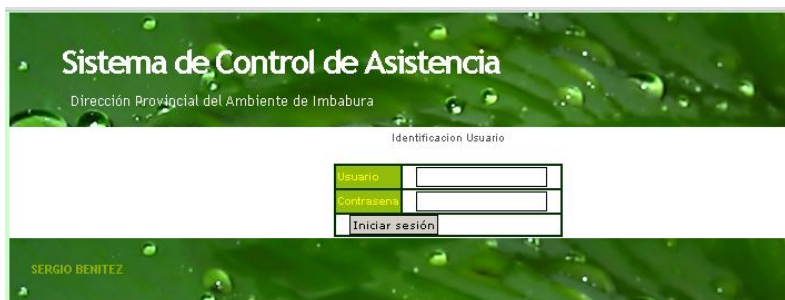 Sistema de Control de Asistencia
Dirección Provincial del Ambiente de Imbabura
Identificacion Usuario
Usuario
Contrasena
Iniciar sesión
SERGIO BENITEZ